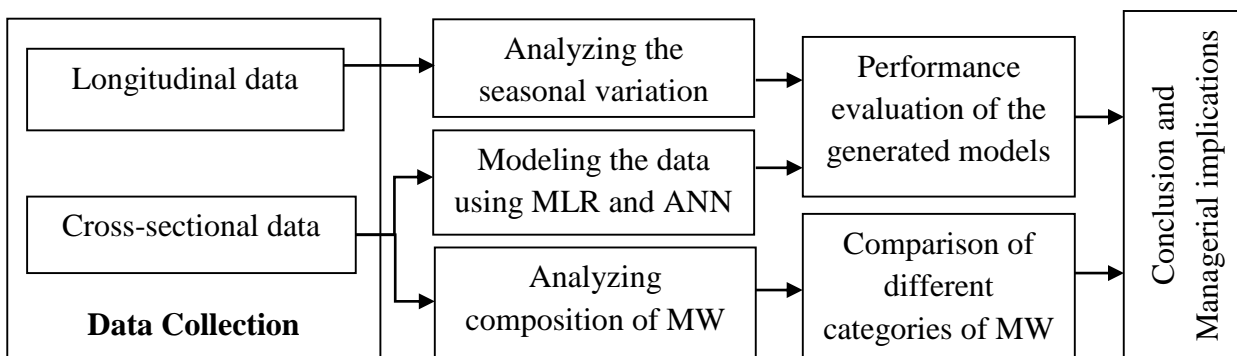 Longitudinal data
Cross-sectional data
Data Collection
Analyzing the
seasonal variation
Modeling the data
using MLR and ANN
Analyzing
composition of MW
Performance
evaluation of the
generated models
Comparison of
different
categories of MW
Conclusion and
Managerial implications